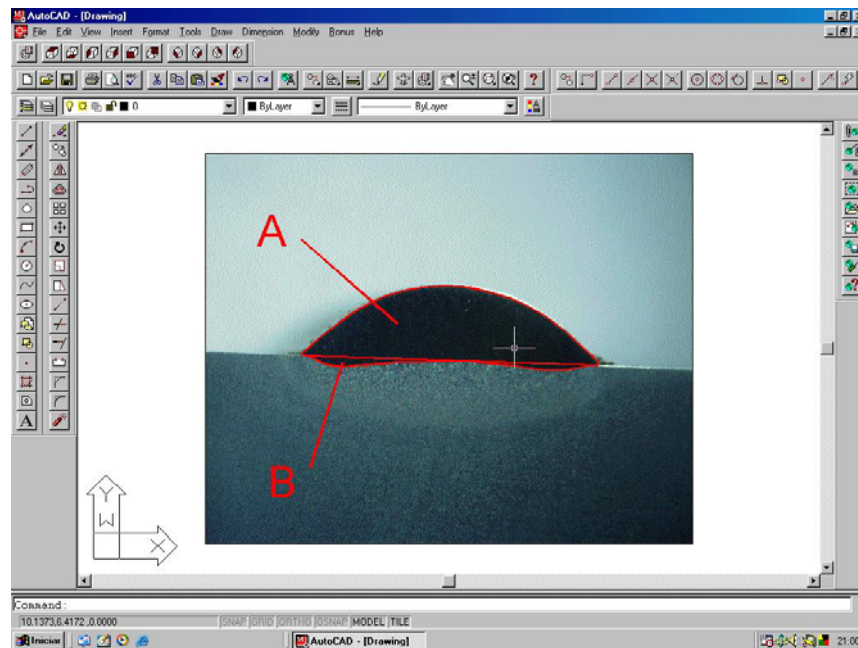 AutoCAD - [Drawing]
File Edit View Insert Format Tools Draw Dimension Modify Bonus Help
0 ByLayer ByLayer
A
B
Y
W
X
A
Command:
10.1373,6.4172,0.0000 SNAP GRID ORTHO OSNAP MODEL TILE
Iniciar AutoCAD - [Drawing] 21:00